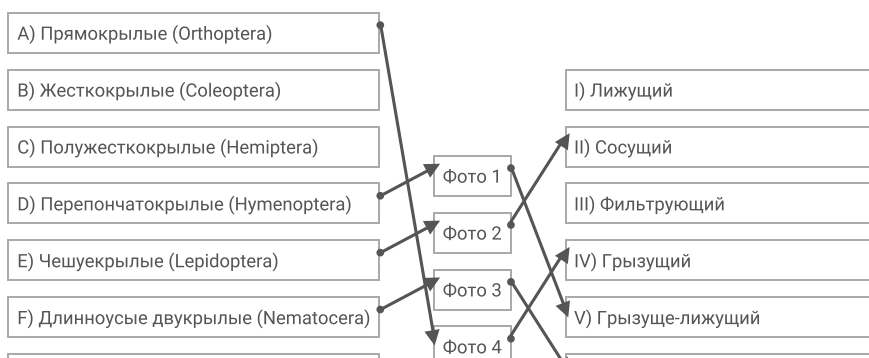 A) Прямокрылые (Orthoptera)
B) Жесткокрылые (Coleoptera)
C) Полужесткокрылые (Hemiptera)
D) Перепончатокрылые (Hymenoptera)
E) Чешуекрылые (Lepidoptera)
F) Длинноусые двукрылые (Nematocera)
Фото 1
Фото 2
Фото 3
Фото 4
I) Лижущий
II) Сосущий
III) Фильтрующий
IV) Грызущий
V) Грызуще-лижущий